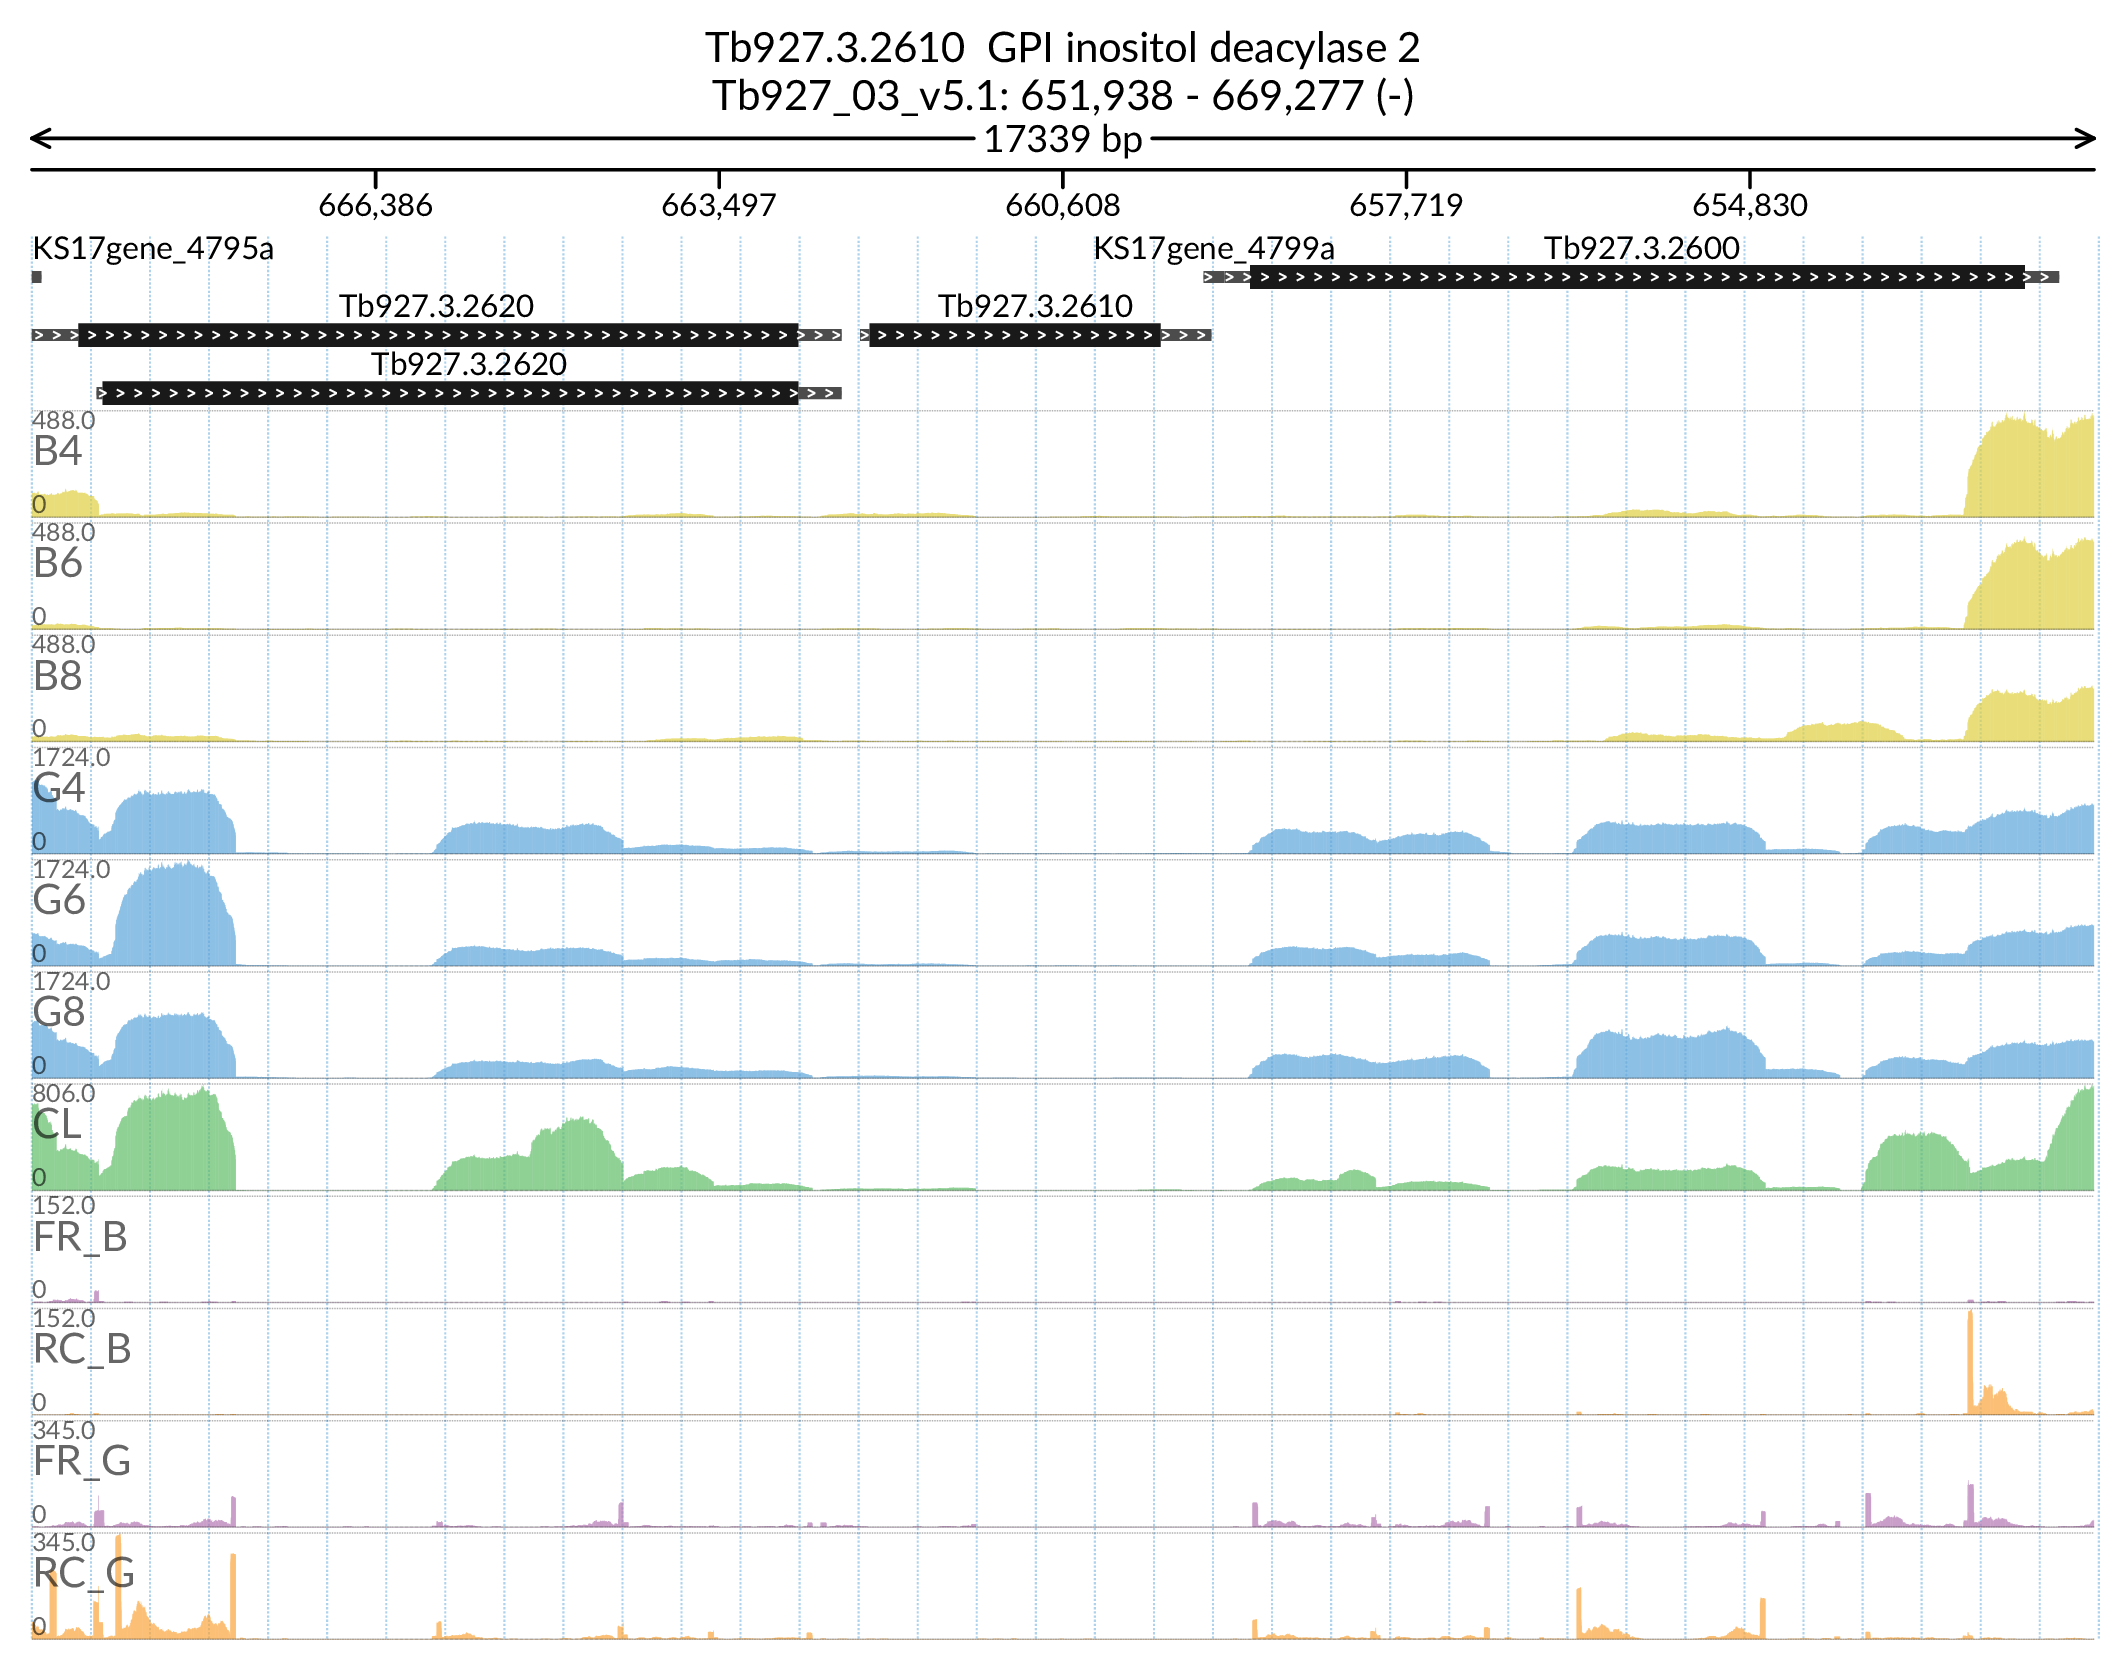 Tb927.3.2610  GPI inositol deacylase 2
Tb927_03_v5.1: 651,938 - 669,277 (-)
17339 bp
666,386 663,497 660,608 657,719 654,830
KS17gene_4795a KS17gene_4799a Tb927.3.2600
Tb927.3.2620 Tb927.3.2610
Tb927.3.2620
488.0
B4
0
488.0
B6
0
488.0
B8
0
1724.0
G4
0
1724.0
G6
0
1724.0
G8
0
806.0
CL
0
152.0
FR_B
0
152.0
RC_B
0
345.0
FR_G
0
345.0
RC_G
0